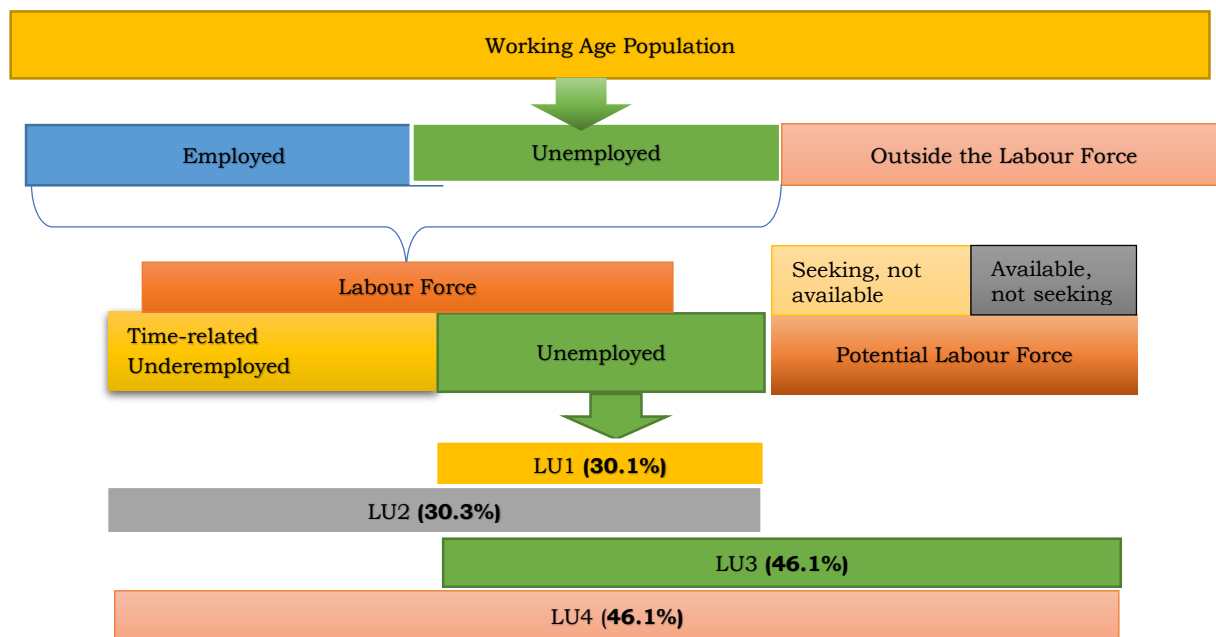 Working Age Population
Employed
Unemployed
Outside the Labour Force
Seeking, not
available
Available,
not seeking
Labour Force
Time-related
Underemployed
Unemployed
Potential Labour Force
LU1 (30.1%)
LU2 (30.3%)
LU3 (46.1%)
LU4 (46.1%)